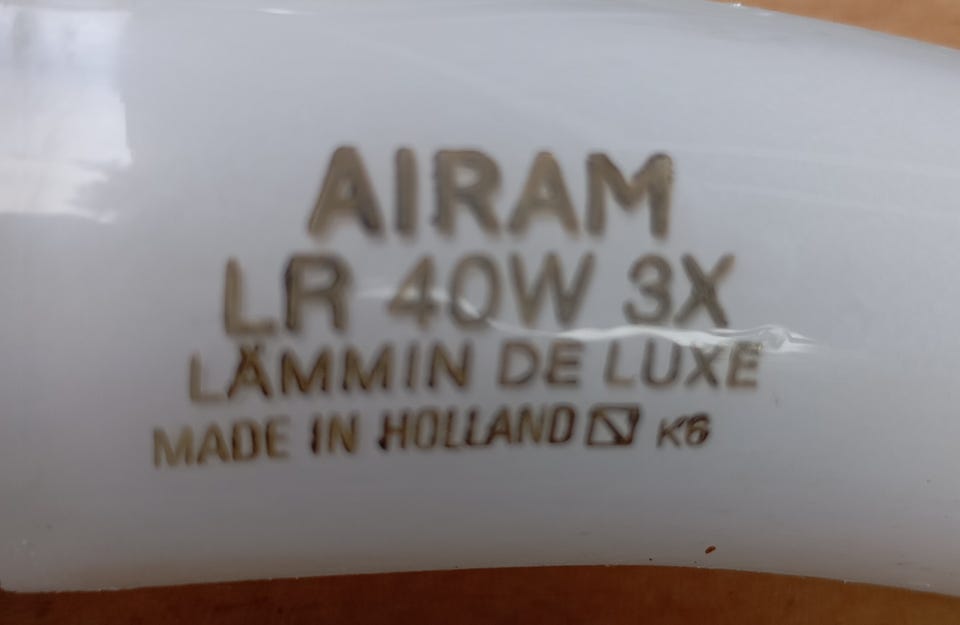 AIRAM
LR 40W 3X
LÄMMIN DE LUXE
MADE IN HOLLAND K6